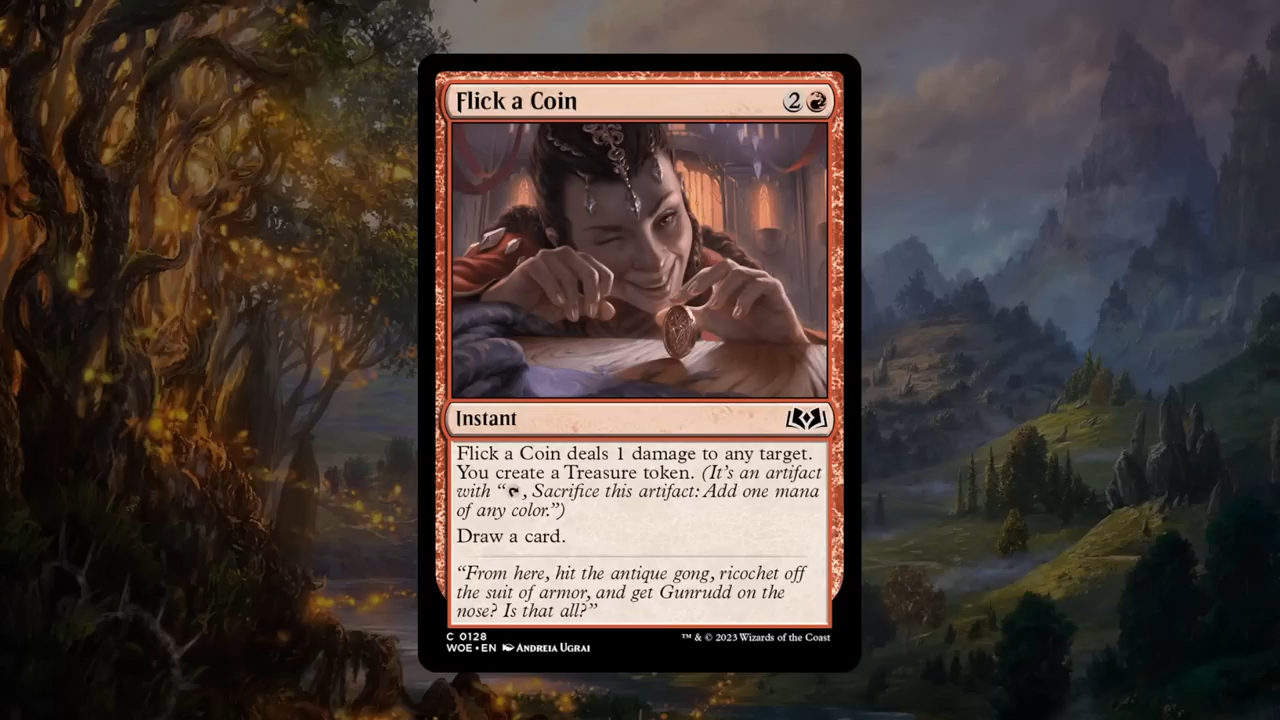 Flick a Coin 2
Instant
Flick a Coin deals 1 damage to any target.
You create a Treasure token. (It's an artifact
with “, Sacrifice this artifact: Add one mana
of any color.”)
Draw a card.
“From here, hit the antique gong, ricochet off
the suit of armor, and get Gunrudd on the
nose? Is that all?”
C 0128
WOE • EN Andreia Ugrai
™ & © 2023 Wizards of the Coast